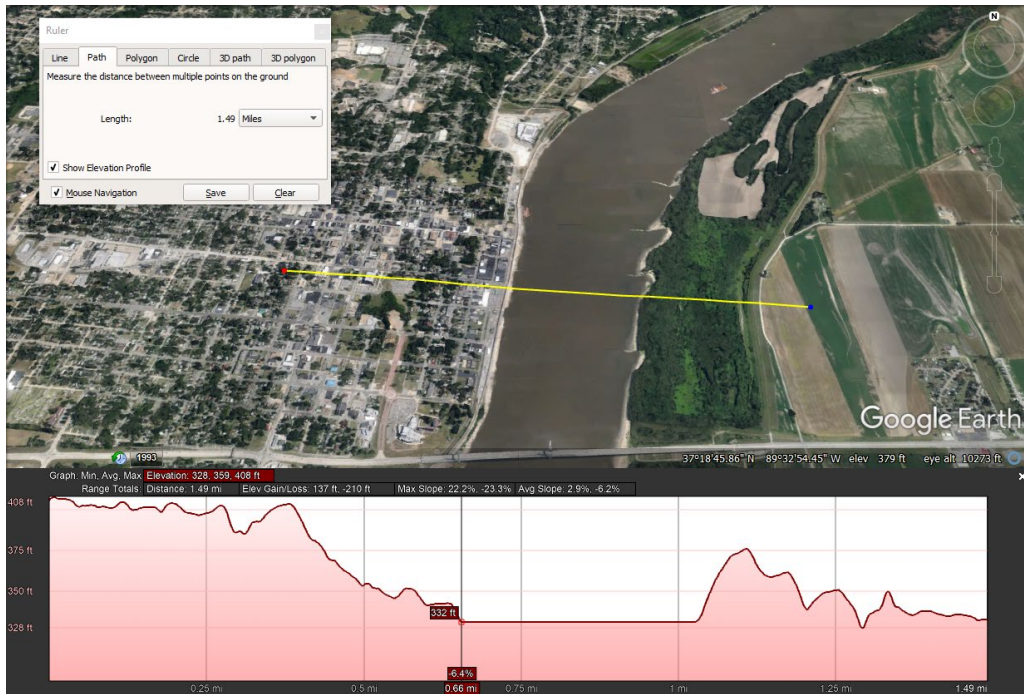 Ruler
Line Path Polygon Circle 3D path 3D polygon
Measure the distance between multiple points on the ground
Length: 1.49 Miles
Show Elevation Profile
Mouse Navigation Save Clear
N
Google Earth
1993
37°18'45.86" N 89°32'54.45" W elev 379 ft eye alt 10273 ft
Graph: Min, Avg, Max Elevation: 328, 359, 408 ft
Range Totals: Distance: 1.49 mi Elev Gain/Loss: 137 ft, -210 ft Max Slope: 22.2%, -23.3% Avg Slope: 2.9%, -6.2%
408 ft
375 ft
350 ft
332 ft
328 ft
-6.4%
0.25 mi 0.5 mi 0.66 mi 0.75 mi 1 mi 1.25 mi 1.49 mi